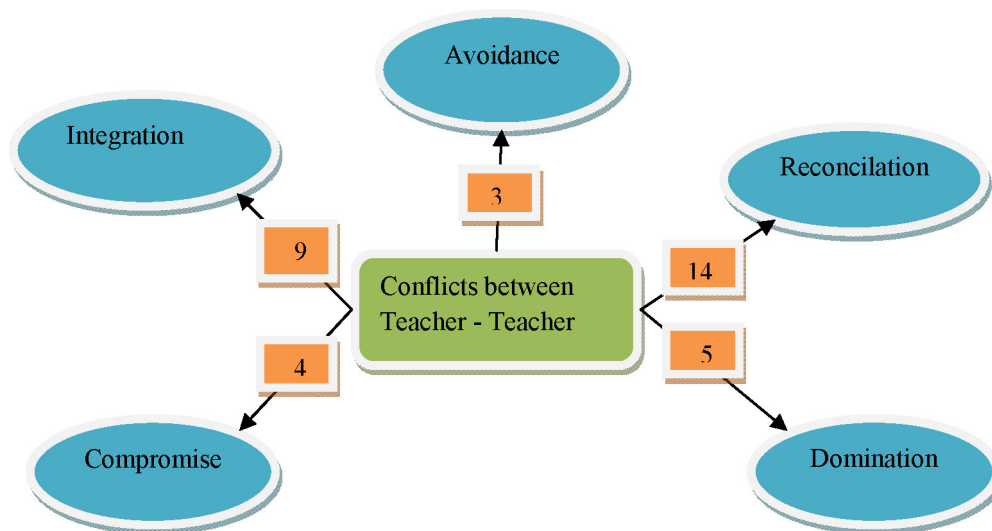 Avoidance
Integration
Reconcilation
3
9
14
Conflicts between
Teacher - Teacher
4
5
Compromise
Domination